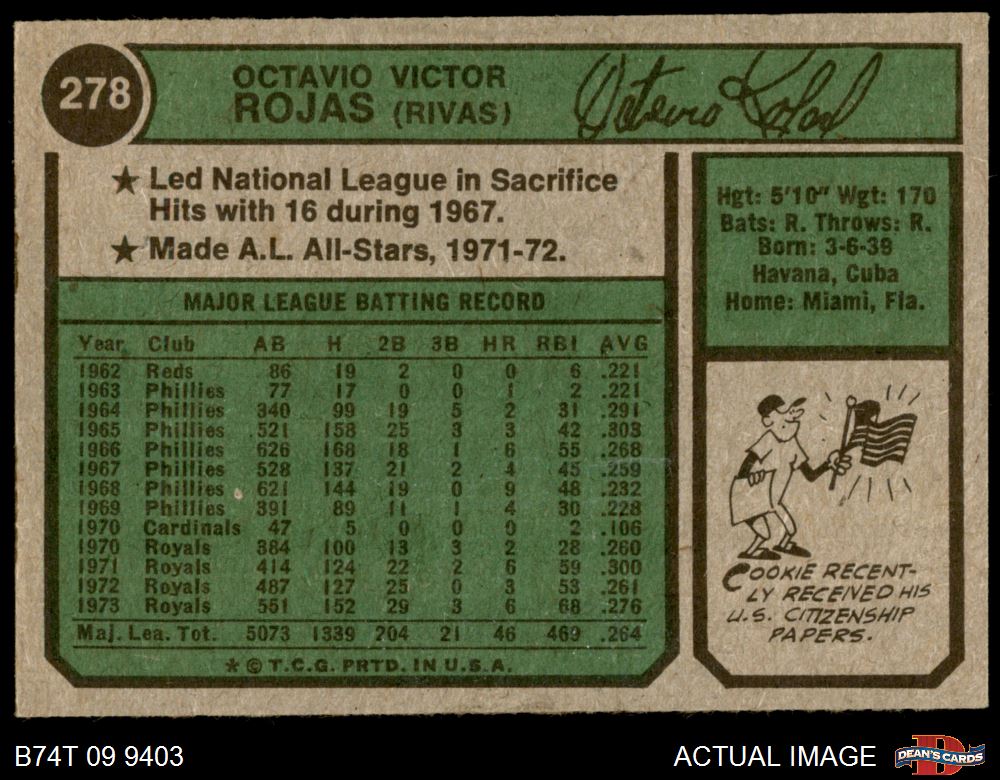 278
OCTAVIO VICTOR
ROJAS (RIVAS)
Octavio Rojas
★ Led National League in Sacrifice
Hits with 16 during 1967.
★ Made A.L. All-Stars, 1971-72.
MAJOR LEAGUE BATTING RECORD
Year Club AB H 2B 3B HR RBI AVG
1962 Reds 86 19 2 0 0 6 .221
1963 Phillies 77 17 0 0 1 2 .221
1964 Phillies 340 99 19 5 2 31 .291
1965 Phillies 521 158 25 3 3 42 .303
1966 Phillies 626 168 18 1 6 55 .268
1967 Phillies 528 137 21 2 4 45 .259
1968 Phillies 621 144 19 0 9 48 .232
1969 Phillies 391 89 11 1 4 30 .228
1970 Cardinals 47 5 0 0 0 2 .106
1970 Royals 384 100 13 3 2 28 .260
1971 Royals 414 124 22 2 6 59 .300
1972 Royals 487 127 25 0 3 53 .261
1973 Royals 551 152 29 3 6 68 .276
Maj. Lea. Tot. 5073 1339 204 21 46 469 .264
★ © T.C.G. PRTD. IN U.S.A.
Hgt: 5'10" Wgt: 170
Bats: R. Throws: R.
Born: 3-6-39
Havana, Cuba
Home: Miami, Fla.
COOKIE RECENT-
LY RECEIVED HIS
U.S. CITIZENSHIP
PAPERS.
B74T 09 9403
ACTUAL IMAGE
D
DEAN'S CARDS